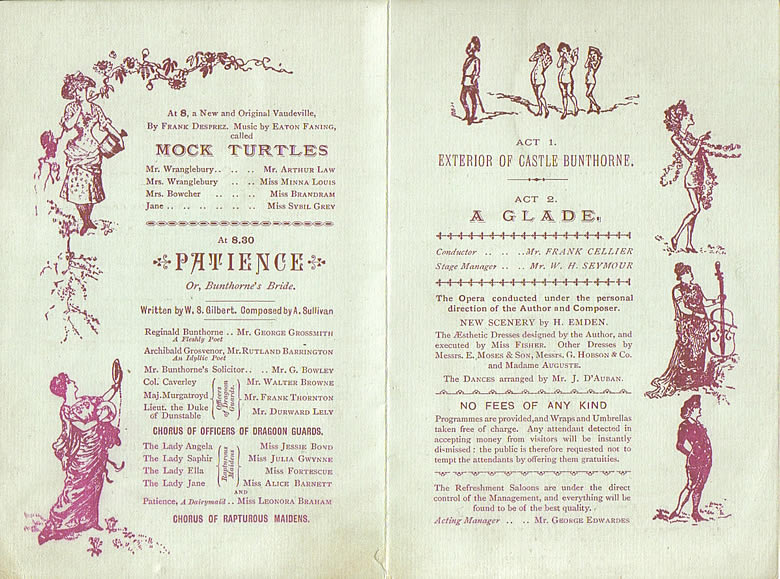 At 8, a New and Original Vaudeville,
By Frank Desprez. Music by Eaton Faning,
called
MOCK TURTLES
Mr. Wranglebury.. .. .. Mr. Arthur Law
Mrs. Wranglebury .. .. Miss Minna Louis
Mrs. Bowcher .. .. .. Miss Brandram
Jane .. .. .. .. .. .. Miss Sybil Grey
At 8.30
PATIENCE
Or, Bunthorne's Bride.
Written by W. S. Gilbert. Composed by A. Sullivan
Reginald Bunthorne .. Mr. George Grossmith
A Fleshly Poet
Archibald Grosvenor, Mr. Rutland Barrington
An Idyllic Poet
Mr. Bunthorne's Solicitor.. .. Mr. G. Bowley
Col. Caverley Mr. Walter Browne
Maj. Murgatroyd Officers of Dragoon Guards. Mr. Frank Thornton
Lieut. the Duke of Dunstable Mr. Durward Lely
CHORUS OF OFFICERS OF DRAGOON GUARDS.
The Lady Angela Miss Jessie Bond
The Lady Saphir Rapturous Maidens Miss Julia Gwynne
The Lady Ella Miss Fortescue
The Lady Jane Miss Alice Barnett
AND
Patience, A Dairymaid .. Miss Leonora Braham
CHORUS OF RAPTUROUS MAIDENS.
ACT 1.
EXTERIOR OF CASTLE BUNTHORNE.
ACT 2.
A GLADE.
Conductor .. .. .. Mr. FRANK CELLIER
Stage Manager .. .. Mr. W. H. SEYMOUR
The Opera conducted under the personal
direction of the Author and Composer.
NEW SCENERY by H. EMDEN.
The Æsthetic Dresses designed by the Author, and
executed by Miss Fisher. Other Dresses by
Messrs. E. Moses & Son, Messrs. G. Hobson & Co.
and Madame Auguste.
The Dances arranged by Mr. J. D'Auban.
NO FEES OF ANY KIND
Programmes are provided, and Wraps and Umbrellas
taken free of charge. Any attendant detected in
accepting money from visitors will be instantly
dismissed : the public is therefore requested not to
tempt the attendants by offering them gratuities.
The Refreshment Saloons are under the direct
control of the Management, and everything will be
found to be of the best quality.
Acting Manager .. .. Mr. George Edwardes